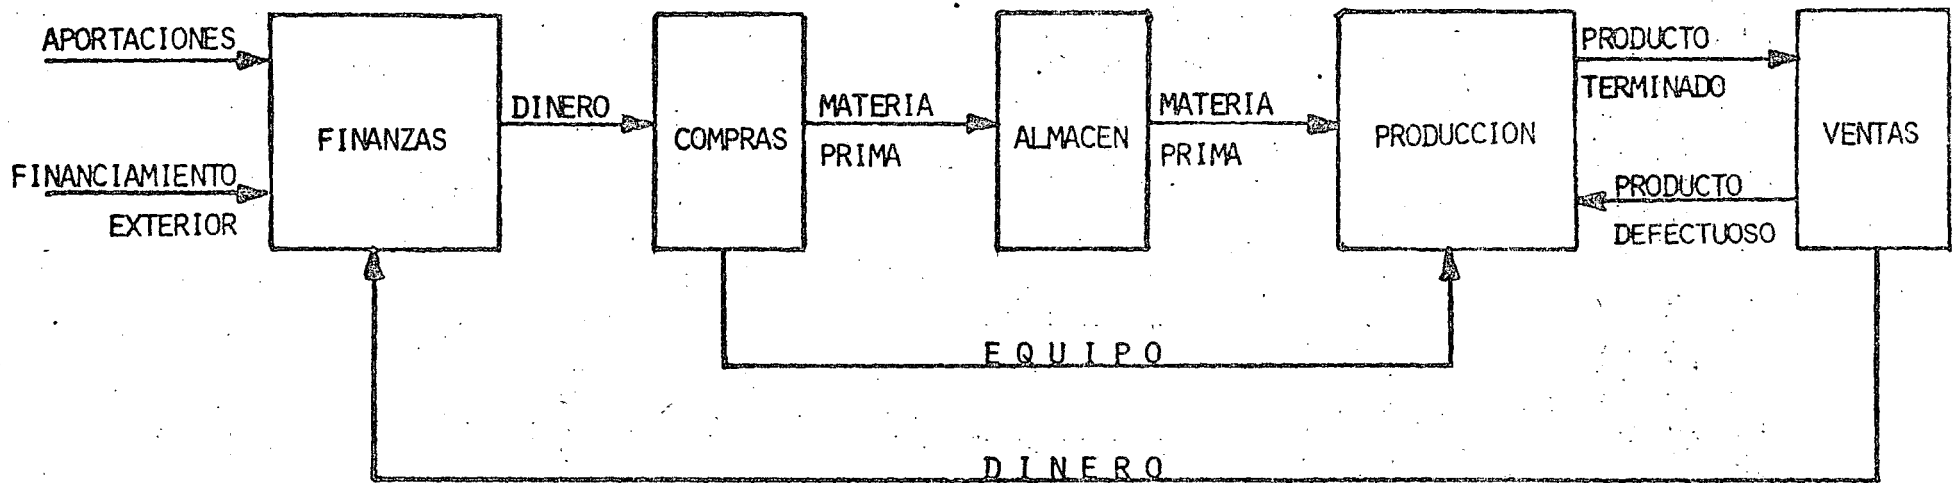 APORTACIONES
FINANCIAMIENTO
EXTERIOR
FINANZAS
DINERO
COMPRAS
MATERIA
PRIMA
ALMACEN
MATERIA
PRIMA
PRODUCCION
PRODUCTO
TERMINADO
PRODUCTO
DEFECTUOSO
VENTAS
E Q U I P O
D I N E R O